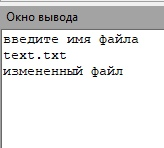 Окно вывода
введите имя файла
text.txt
измененный файл